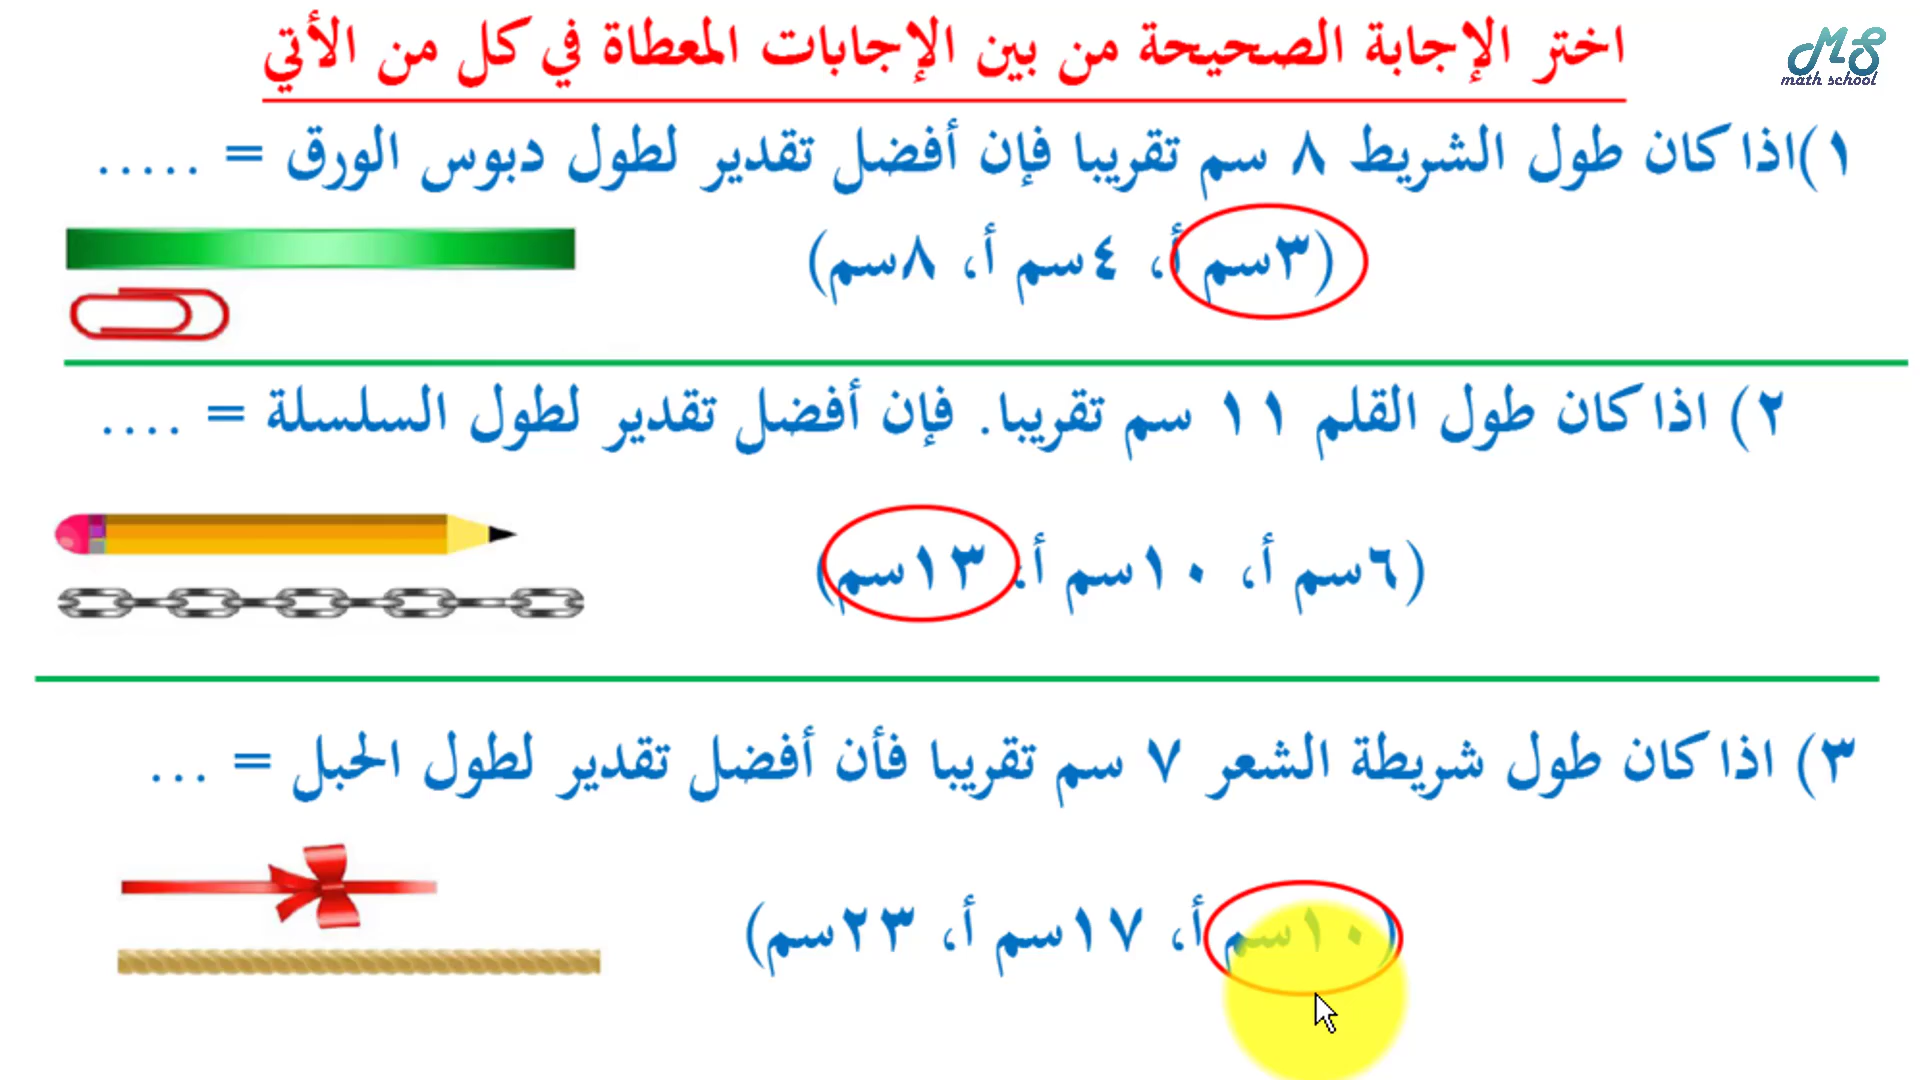 اختر الإجابة الصحيحة من بين الإجابات المعطاة في كل من الأتي
MS
math school
١)اذا كان طول الشريط ٨ سم تقريبا فإن أفضل تقدير لطول دبوس الورق = .....
(٣سم أ، ٤سم أ، ٨سم)
٢) اذا كان طول القلم ١١ سم تقريبا. فإن أفضل تقدير لطول السلسلة = ....
(٦سم أ، ١٠سم أ، ١٣سم)
٣) اذا كان طول شريطة الشعر ٧ سم تقريبا فأن أفضل تقدير لطول الحبل = ...
(١٠سم أ، ١٧سم أ، ٢٣سم)